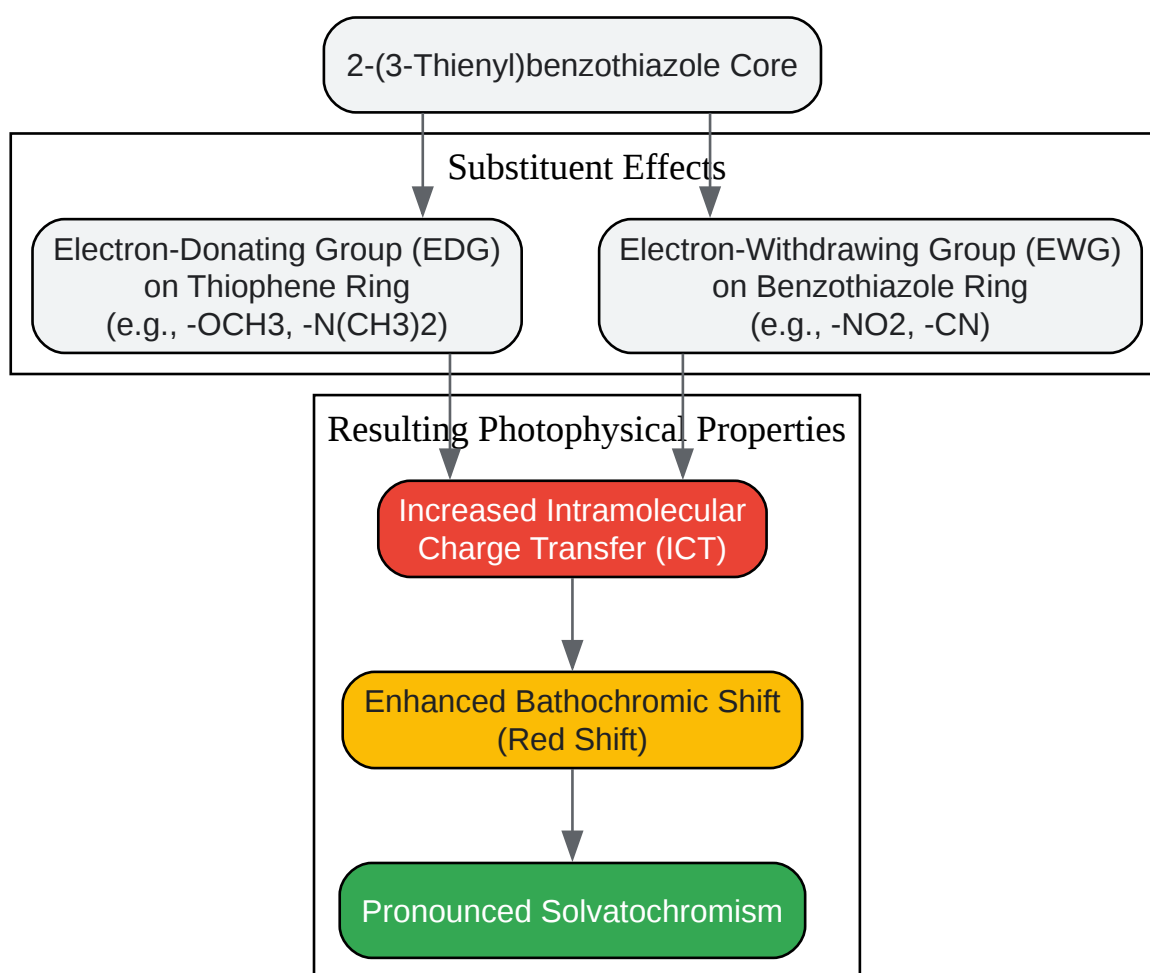 2-(3-Thienyl)benzothiazole Core
Substituent Effects
Electron-Donating Group (EDG)
on Thiophene Ring
(e.g., -OCH3, -N(CH3)2)
Electron-Withdrawing Group (EWG)
on Benzothiazole Ring
(e.g., -NO2, -CN)
Resulting Photophysical Properties
Increased Intramolecular
Charge Transfer (ICT)
Enhanced Bathochromic Shift
(Red Shift)
Pronounced Solvatochromism